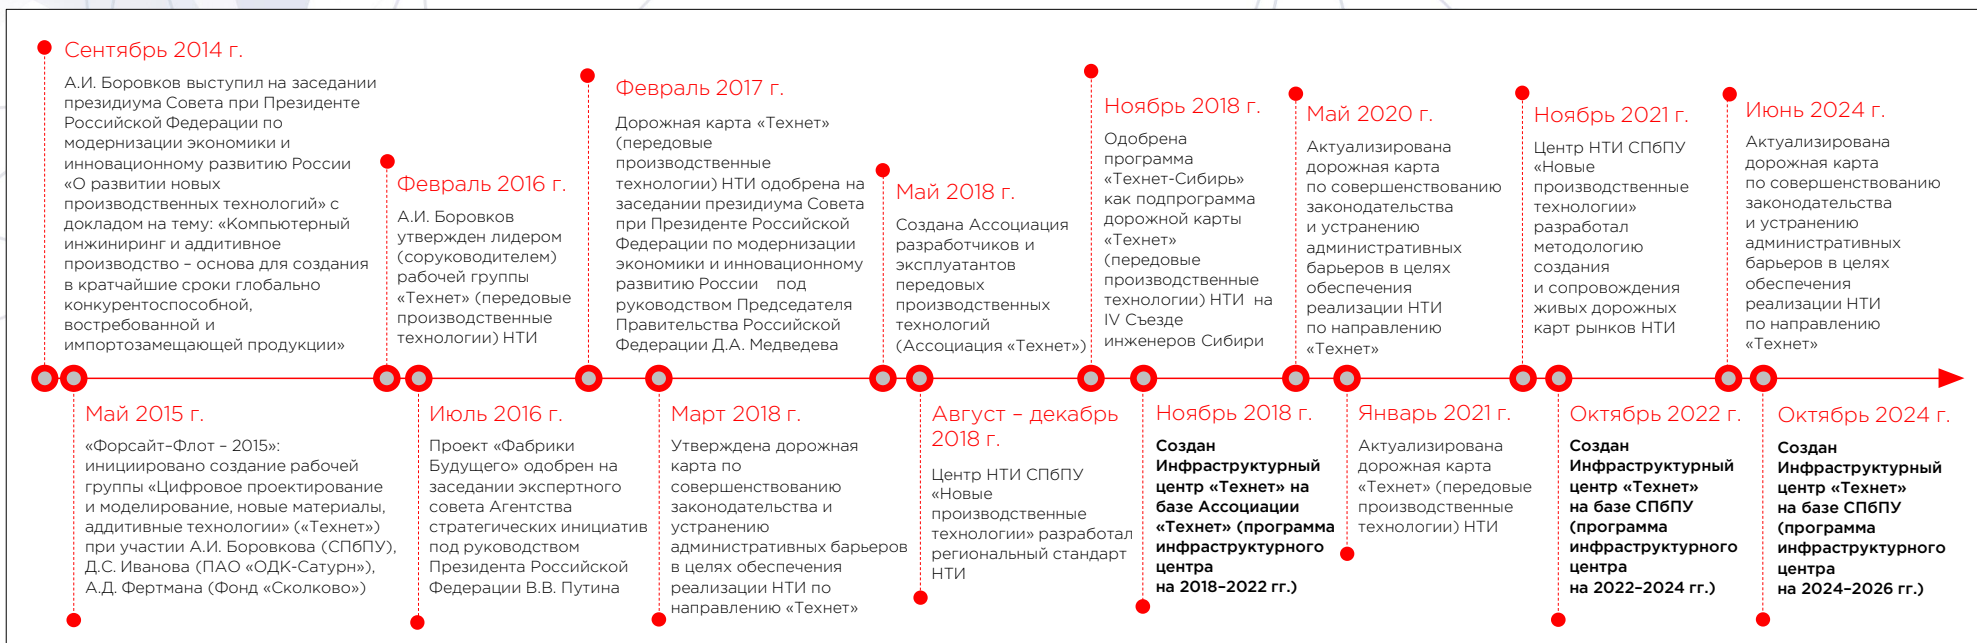 Сентябрь 2014 г.
А.И. Боровков выступил на заседании
президиума Совета при Президенте
Российской Федерации по
модернизации экономики и
инновационному развитию России
«О развитии новых
производственных технологий» с
докладом на тему: «Компьютерный
инжиниринг и аддитивное
производство – основа для создания
в кратчайшие сроки глобально
конкурентоспособной,
востребованной и
импортозамещающей продукции»
Февраль 2016 г.
А.И. Боровков
утвержден лидером
(соруководителем)
рабочей группы
«Технет» (передовые
производственные
технологии) НТИ
Февраль 2017 г.
Дорожная карта «Технет»
(передовые
производственные
технологии) НТИ одобрена на
заседании президиума Совета
при Президенте Российской
Федерации по модернизации
экономики и инновационному
развитию России под
руководством Председателя
Правительства Российской
Федерации Д.А. Медведева
Май 2018 г.
Создана Ассоциация
разработчиков и
эксплуатантов
передовых
производственных
технологий
(Ассоциация «Технет»)
Ноябрь 2018 г.
Одобрена
программа
«Технет-Сибирь»
как подпрограмма
дорожной карты
«Технет»
(передовые
производственные
технологии) НТИ на
IV Съезде
инженеров Сибири
Май 2020 г.
Актуализирована
дорожная карта
по совершенствованию
законодательства
и устранению
административных
барьеров в целях
обеспечения
реализации НТИ
по направлению
«Технет»
Ноябрь 2021 г.
Центр НТИ СПбПУ
«Новые
производственные
технологии»
разработал
методологию
создания
и сопровождения
живых дорожных
карт рынков НТИ
Июнь 2024 г.
Актуализирована
дорожная карта
по совершенствованию
законодательства
и устранению
административных
барьеров в целях
обеспечения
реализации НТИ
по направлению
«Технет»
Май 2015 г.
«Форсайт–Флот – 2015»:
инициировано создание рабочей
группы «Цифровое проектирование
и моделирование, новые материалы,
аддитивные технологии» («Технет»)
при участии А.И. Боровкова (СПбПУ),
Д.С. Иванова (ПАО «ОДК-Сатурн»),
А.Д. Фертмана (Фонд «Сколково»)
Июль 2016 г.
Проект «Фабрики
Будущего» одобрен на
заседании экспертного
совета Агентства
стратегических инициатив
под руководством
Президента Российской
Федерации В.В. Путина
Март 2018 г.
Утверждена дорожная
карта по
совершенствованию
законодательства и
устранению
административных барьеров
в целях обеспечения
реализации НТИ по
направлению «Технет»
Август – декабрь
2018 г.
Центр НТИ СПбПУ
«Новые
производственные
технологии» разработал
региональный стандарт
НТИ
Ноябрь 2018 г.
Создан
Инфраструктурный
центр «Технет» на
базе Ассоциации
«Технет» (программа
инфраструктурного
центра
на 2018–2022 гг.)
Январь 2021 г.
Актуализирована
дорожная карта
«Технет» (передовые
производственные
технологии) НТИ
Октябрь 2022 г.
Создан
Инфраструктурный
центр «Технет»
на базе СПбПУ
(программа
инфраструктурного
центра
на 2022–2024 гг.)
Октябрь 2024 г.
Создан
Инфраструктурный
центр «Технет»
на базе СПбПУ
(программа
инфраструктурного
центра
на 2024–2026 гг.)